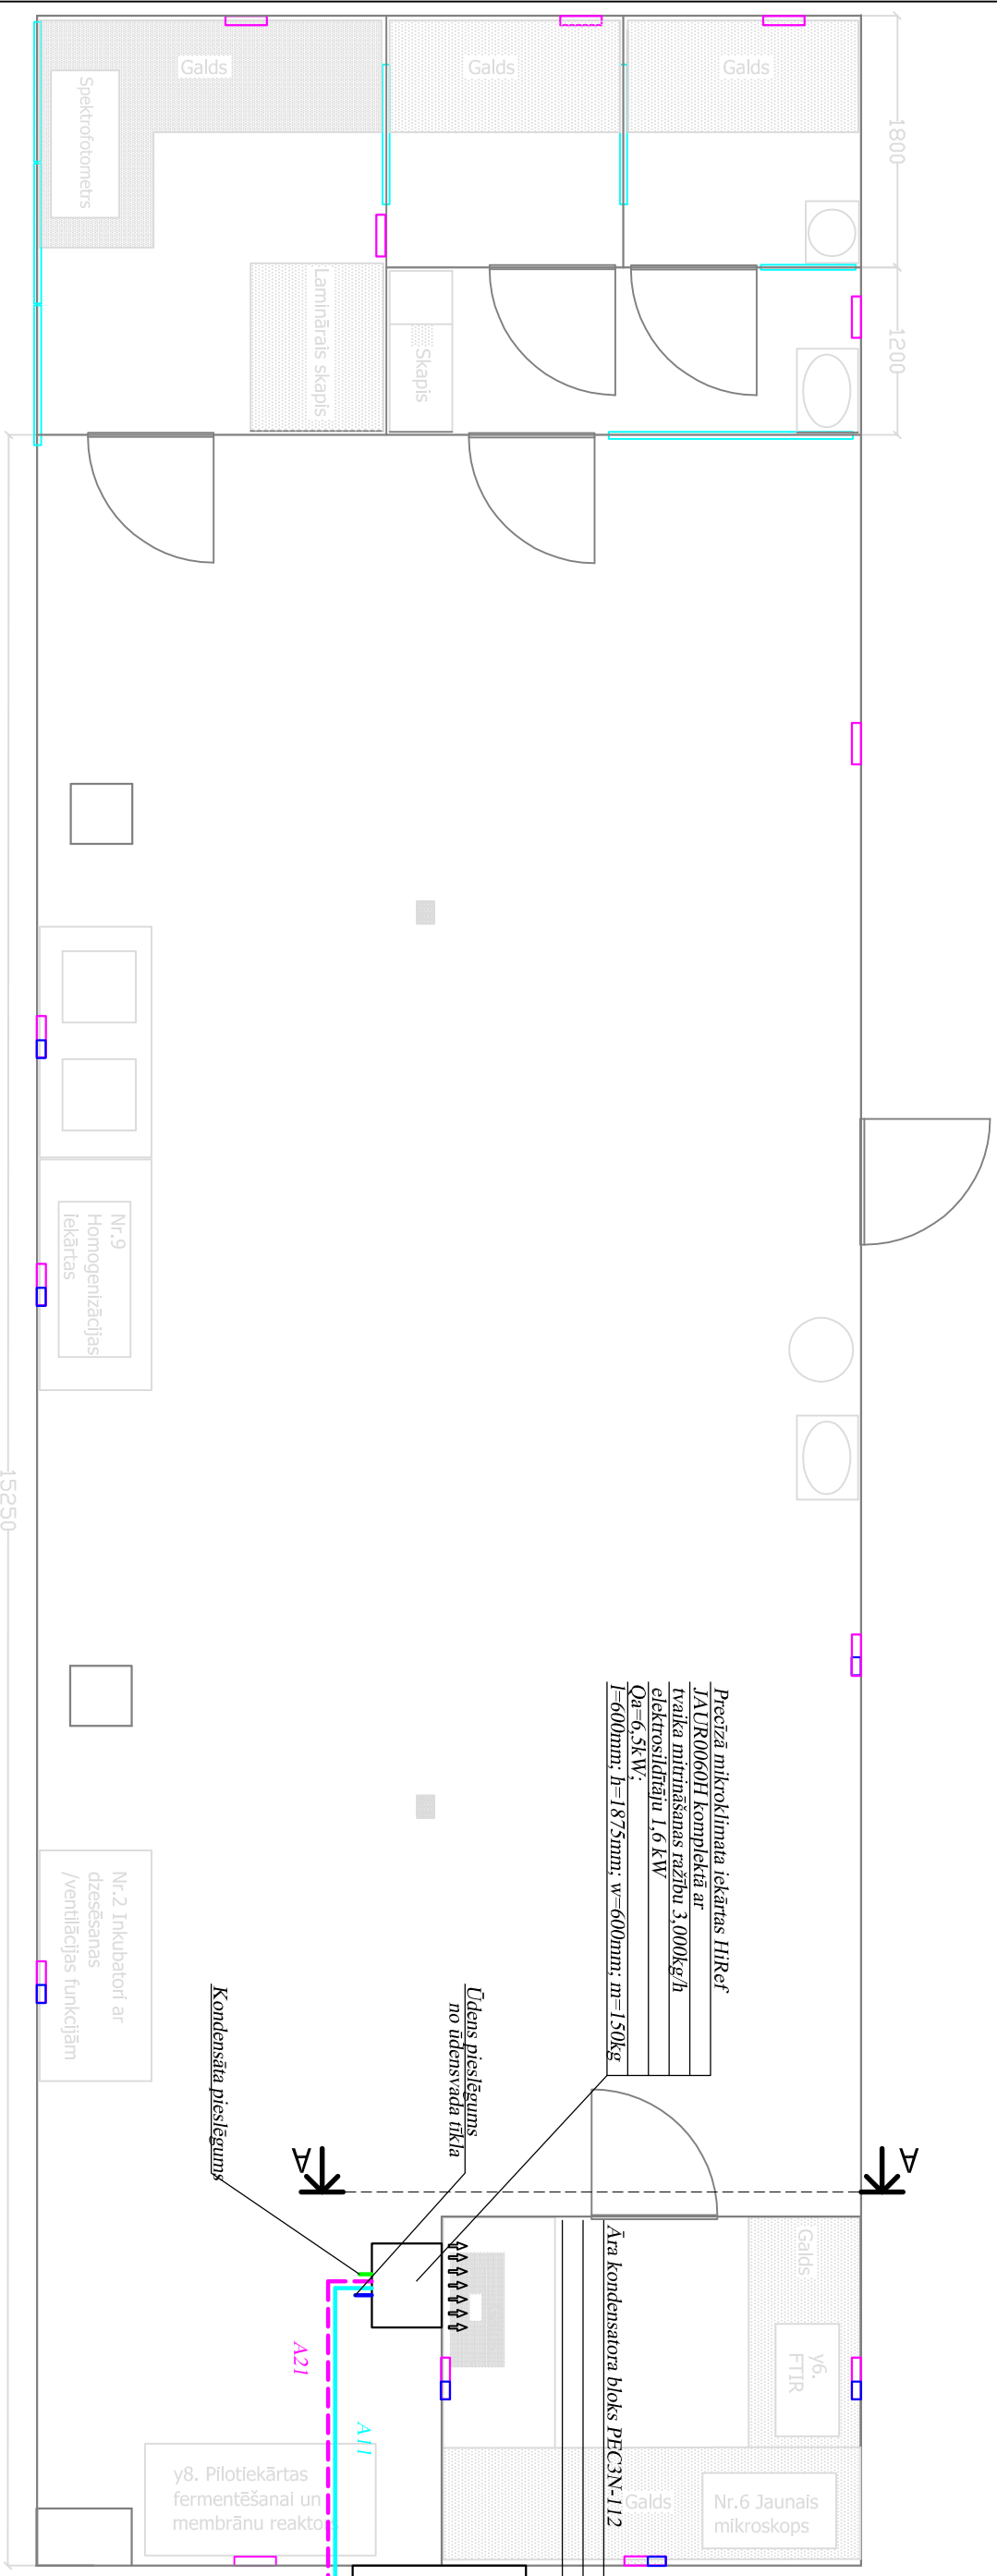 Galds
Galds
Galds
Spektrofotometrs
1800
Laminārais skapis
Skapis
1200
Nr.9
Homogenizācijas
iekārtas
15250
Precīzā mikroklimata iekārtas HiRef
JAUR0060H komplektā ar
tvaika mitrināšanas ražību 3,000kg/h
elektrosildītāju 1,6 kW
Qa=6,5kW;
l=600mm; h=1875mm; w=600mm; m=150kg
Nr.2 Inkubatori ar
dzesēsanas
/ventilācijas funkcijām
Ūdens pieslēgums
no ūdensvada tīkla
Kondensāta pieslēgums
A
A
Āra kondensatora bloks PEC3N-112
Galds
y6.
FTIR
A21
A11
y8. Pilotiekārtas
fermentēšanai un
membrānu reaktors
Galds
Nr.6 Jaunais
mikroskops